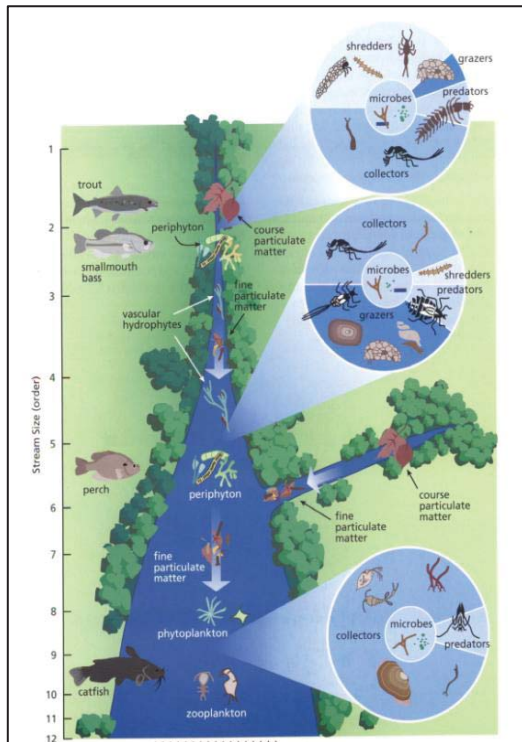 shredders
grazers
predators
microbes
collectors
1
trout
2
periphyton
course
particulate
matter
smallmouth
bass
collectors
microbes
shredders
predators
grazers
3
fine
particulate
matter
vascular
hydrophytes
4
Stream Size (order)
5
perch
periphyton
course
particulate
matter
6
fine
particulate
matter
7
fine
particulate
matter
8
phytoplankton
microbes
collectors
predators
9
catfish
10
zooplankton
11
12